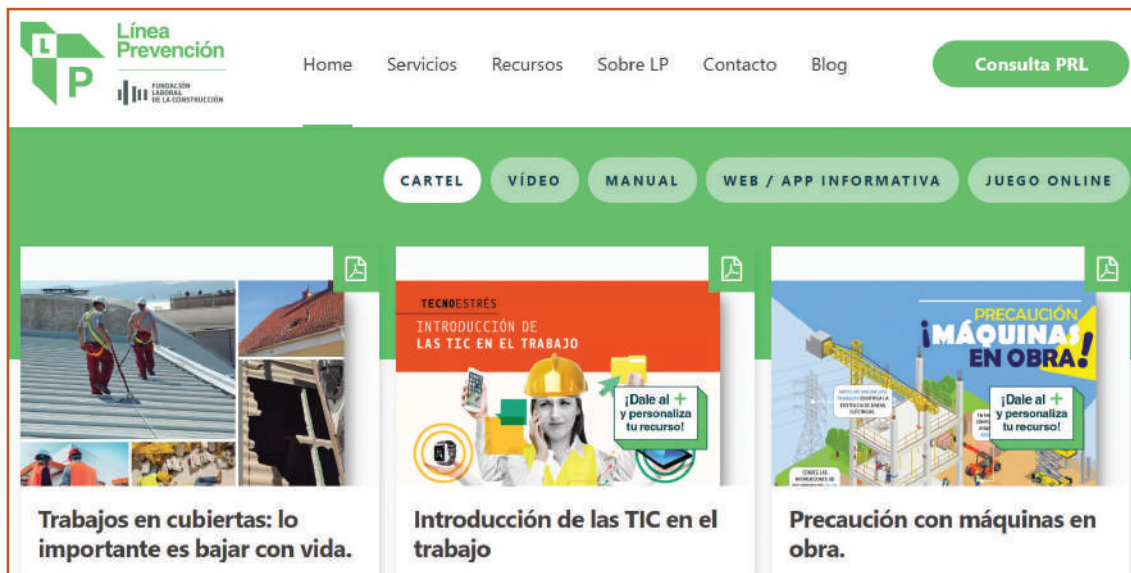 Línea
Prevención
FUNDACIÓN
LABORAL
DE LA CONSTRUCCIÓN
L
P
Home Servicios Recursos Sobre LP Contacto Blog Consulta PRL
CARTEL VÍDEO MANUAL WEB / APP INFORMATIVA JUEGO ONLINE
TECNOESTRÉS
INTRODUCCIÓN DE
LAS TIC EN EL TRABAJO
¡Dale al +
y personaliza
tu recurso!
PRECAUCIÓN
¡MÁQUINAS
EN OBRA!
¡Dale al +
y personaliza
tu recurso!
Trabajos en cubiertas: lo
importante es bajar con vida.
Introducción de las TIC en el
trabajo
Precaución con máquinas en
obra.